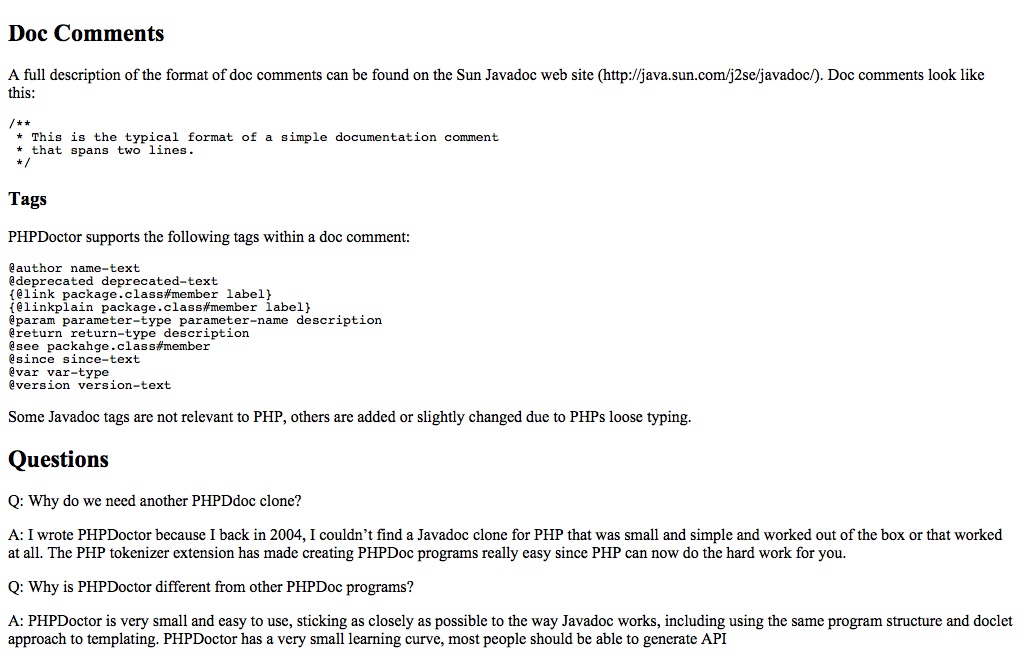 Doc Comments
A full description of the format of doc comments can be found on the Sun Javadoc web site (http://java.sun.com/j2se/javadoc/). Doc comments look like
this:
/**
 * This is the typical format of a simple documentation comment
 * that spans two lines.
 */
Tags
PHPDoctor supports the following tags within a doc comment:
@author name-text
@deprecated deprecated-text
{@link package.class#member label}
{@linkplain package.class#member label}
@param parameter-type parameter-name description
@return return-type description
@see packahge.class#member
@since since-text
@var var-type
@version version-text
Some Javadoc tags are not relevant to PHP, others are added or slightly changed due to PHPs loose typing.
Questions
Q: Why do we need another PHPDdoc clone?
A: I wrote PHPDoctor because I back in 2004, I couldn’t find a Javadoc clone for PHP that was small and simple and worked out of the box or that worked
at all. The PHP tokenizer extension has made creating PHPDoc programs really easy since PHP can now do the hard work for you.
Q: Why is PHPDoctor different from other PHPDoc programs?
A: PHPDoctor is very small and easy to use, sticking as closely as possible to the way Javadoc works, including using the same program structure and doclet
approach to templating. PHPDoctor has a very small learning curve, most people should be able to generate API